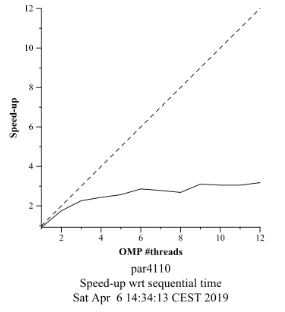 12
10
8
6
4
2
Speed-up
2 4 6 8 10 12
OMP #threads
par4110
Speed-up wrt sequential time
Sat Apr 6 14:34:13 CEST 2019